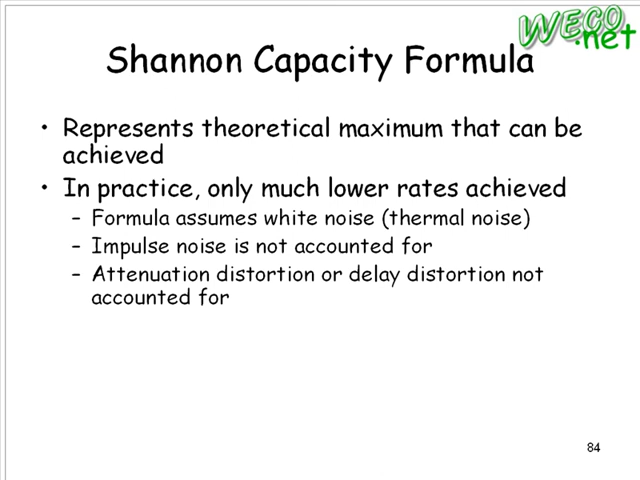 WECO
.net
Shannon Capacity Formula
• Represents theoretical maximum that can be
achieved
• In practice, only much lower rates achieved
– Formula assumes white noise (thermal noise)
– Impulse noise is not accounted for
– Attenuation distortion or delay distortion not
accounted for
84